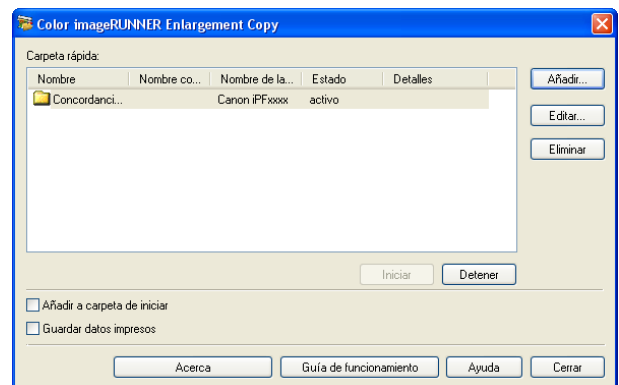 Color imageRUNNER Enlargement Copy
Carpeta rápida:
Nombre Nombre co... Nombre de la... Estado Detalles
Concordanci... Canon iPFxxxx activo
Añadir...
Editar...
Eliminar
Iniciar Detener
Añadir a carpeta de iniciar
Guardar datos impresos
Acerca Guía de funcionamiento Ayuda Cerrar